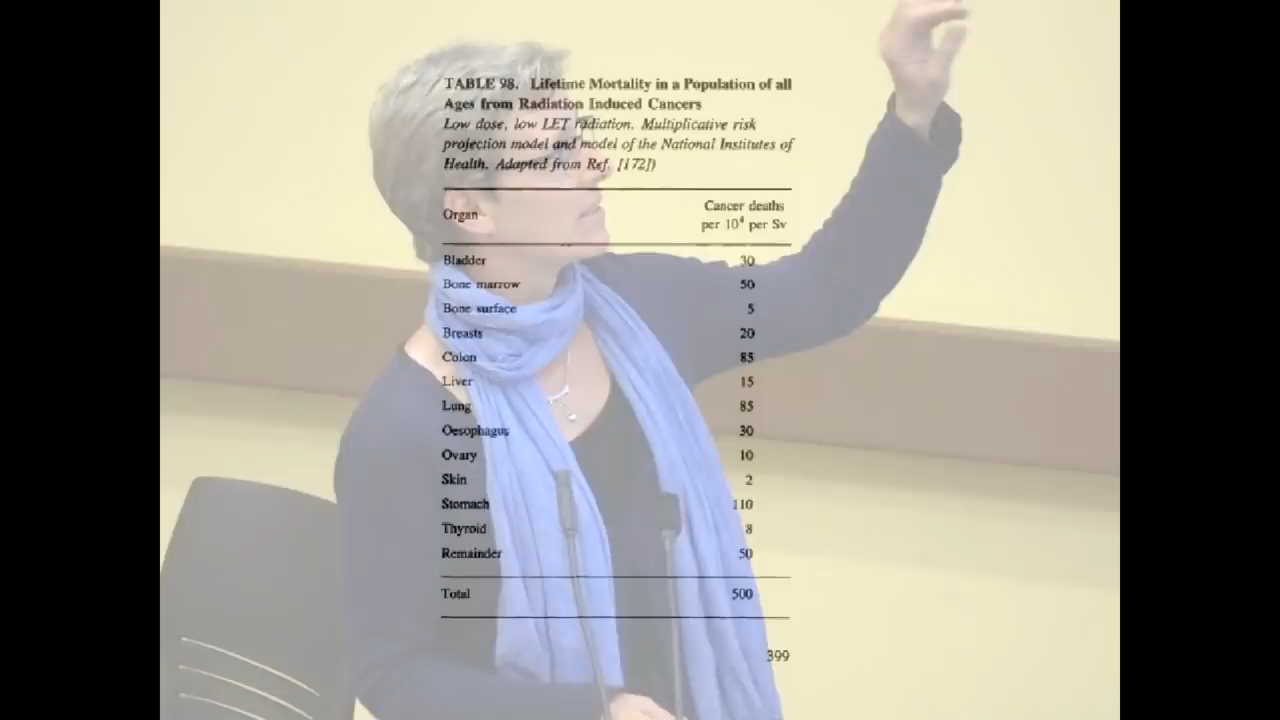 TABLE 98. Lifetime Mortality in a Population of all
Ages from Radiation Induced Cancers
Low dose, low LET radiation. Multiplicative risk
projection model and model of the National Institutes of
Health. Adapted from Ref. [172])
Organ
Cancer deaths
per 10⁴ per Sv
Bladder 30
Bone marrow 50
Bone surface 5
Breasts 20
Colon 85
Liver 15
Lung 85
Oesophagus 30
Ovary 10
Skin 2
Stomach 110
Thyroid 8
Remainder 50
Total 500
399